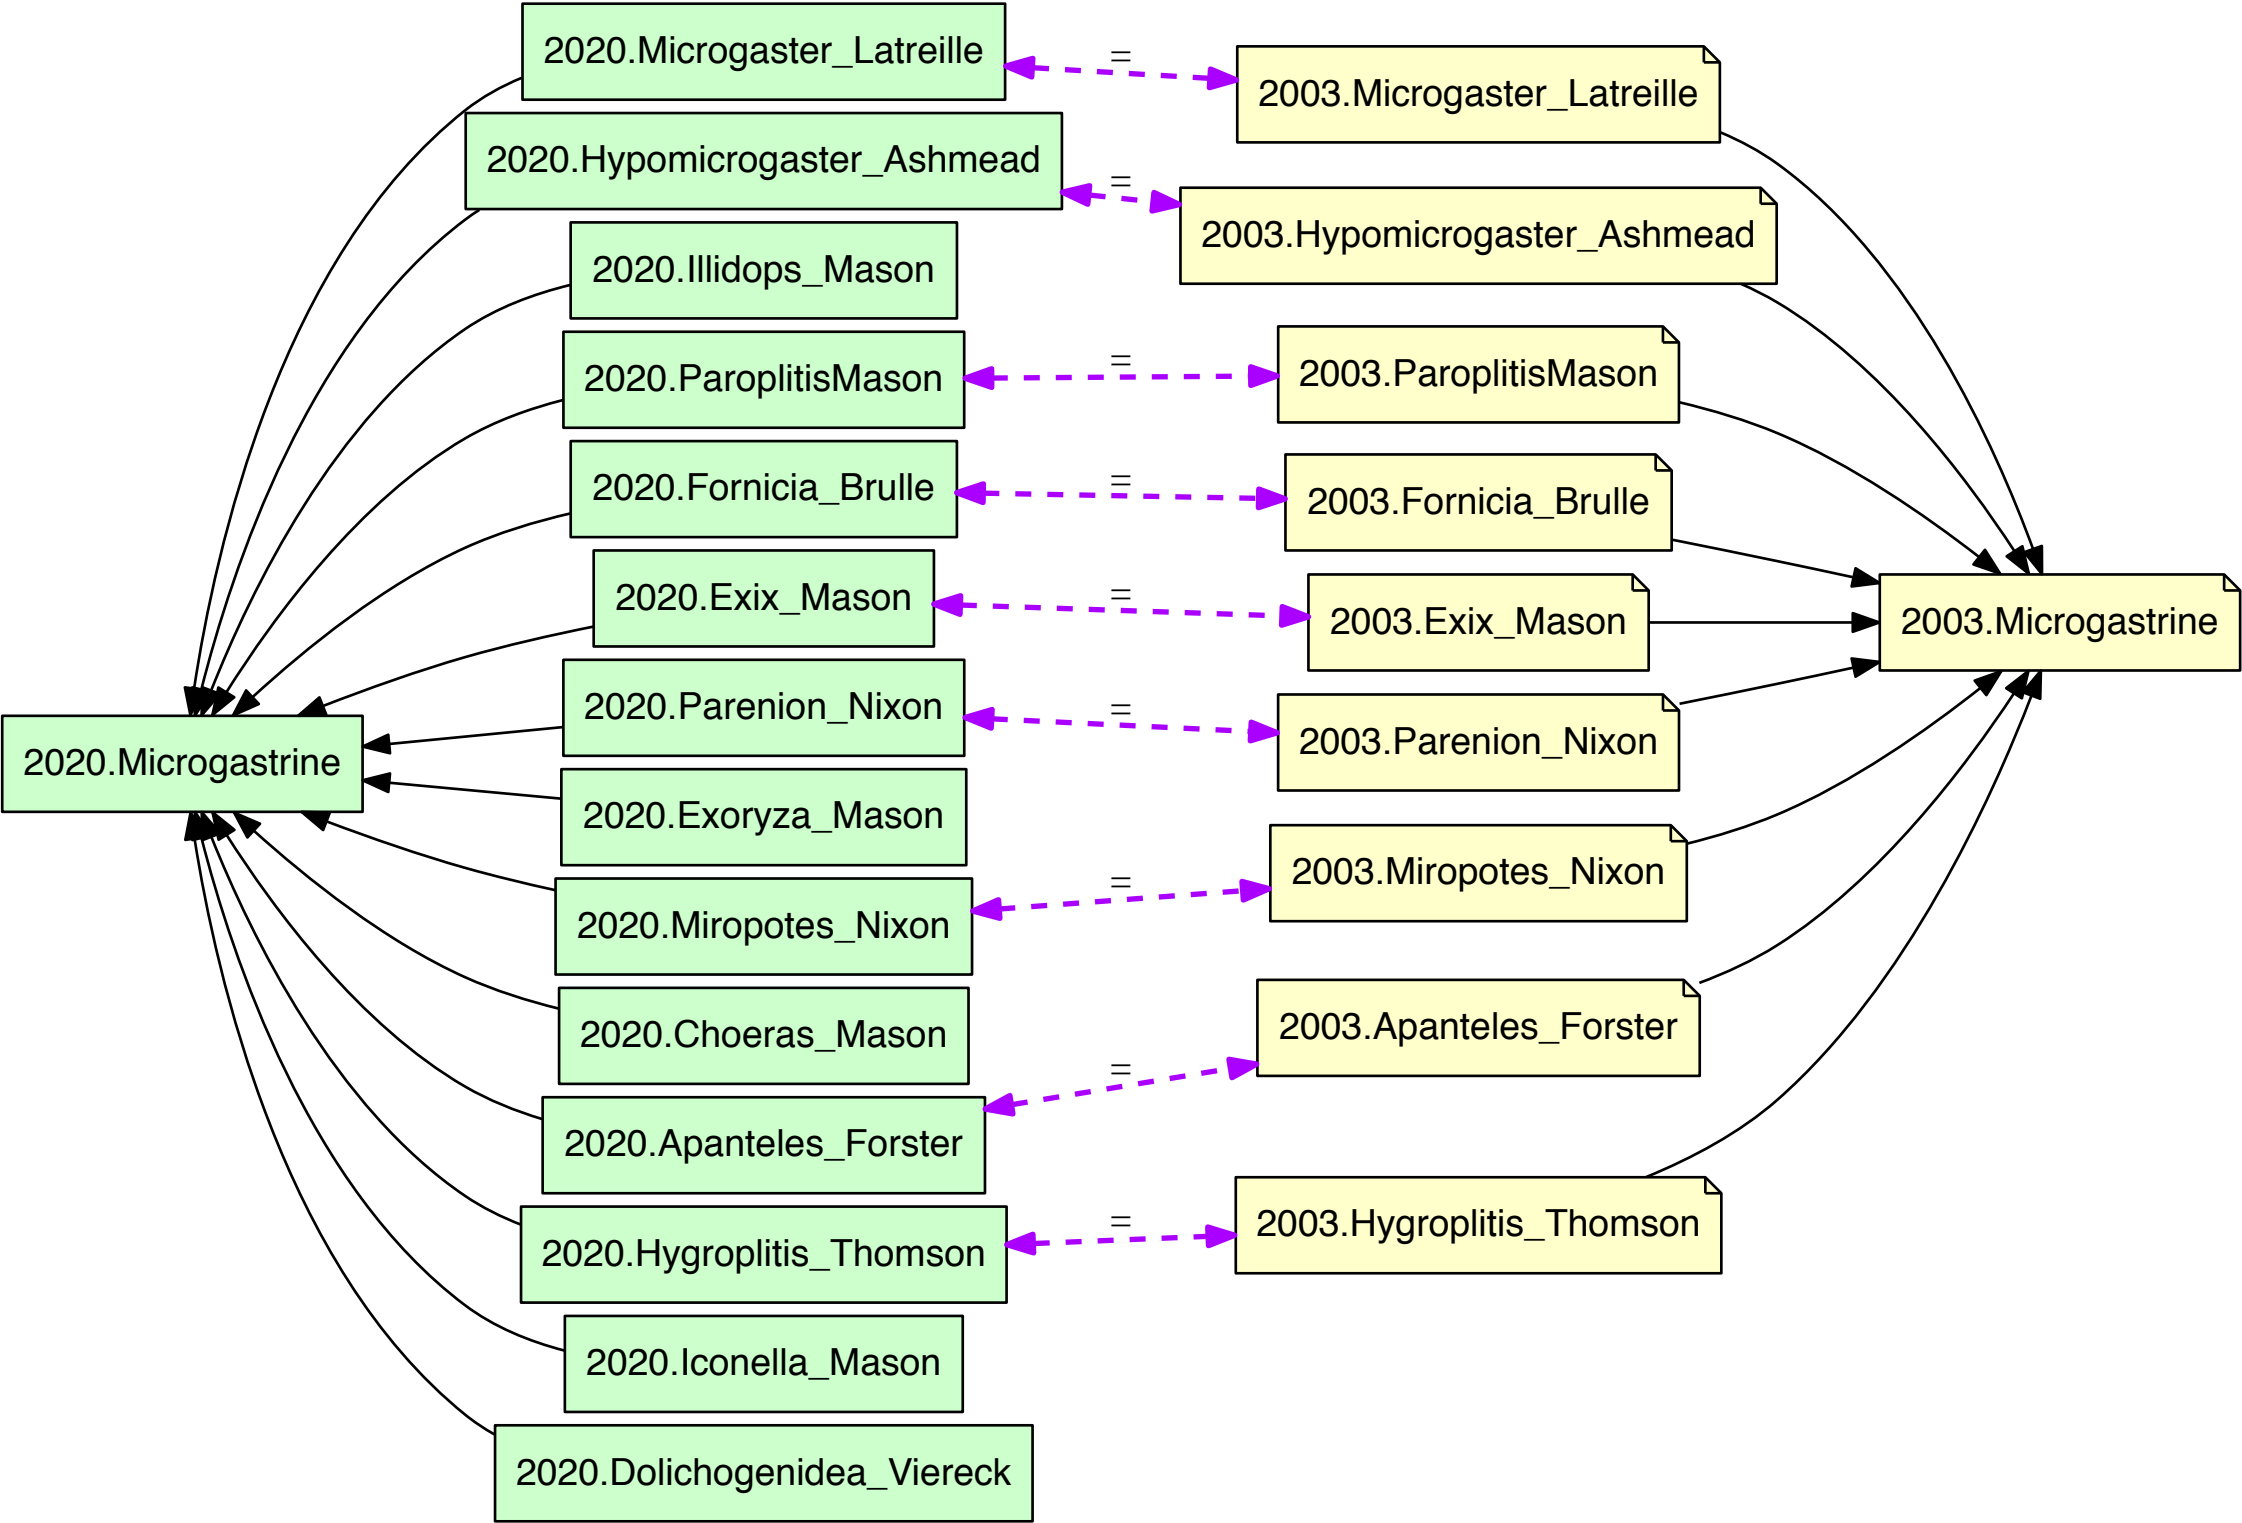 2020.Microgaster_Latreille
=
2003.Microgaster_Latreille
2020.Hypomicrogaster_Ashmead
=
2003.Hypomicrogaster_Ashmead
2020.Illidops_Mason
2020.ParoplitisMason
=
2003.ParoplitisMason
2020.Fornicia_Brulle
=
2003.Fornicia_Brulle
2020.Exix_Mason
=
2003.Exix_Mason
2003.Microgastrine
2020.Parenion_Nixon
=
2003.Parenion_Nixon
2020.Microgastrine
2020.Exoryza_Mason
2020.Miropotes_Nixon
=
2003.Miropotes_Nixon
2020.Choeras_Mason
2003.Apanteles_Forster
=
2020.Apanteles_Forster
2020.Hygroplitis_Thomson
=
2003.Hygroplitis_Thomson
2020.Iconella_Mason
2020.Dolichogenidea_Viereck